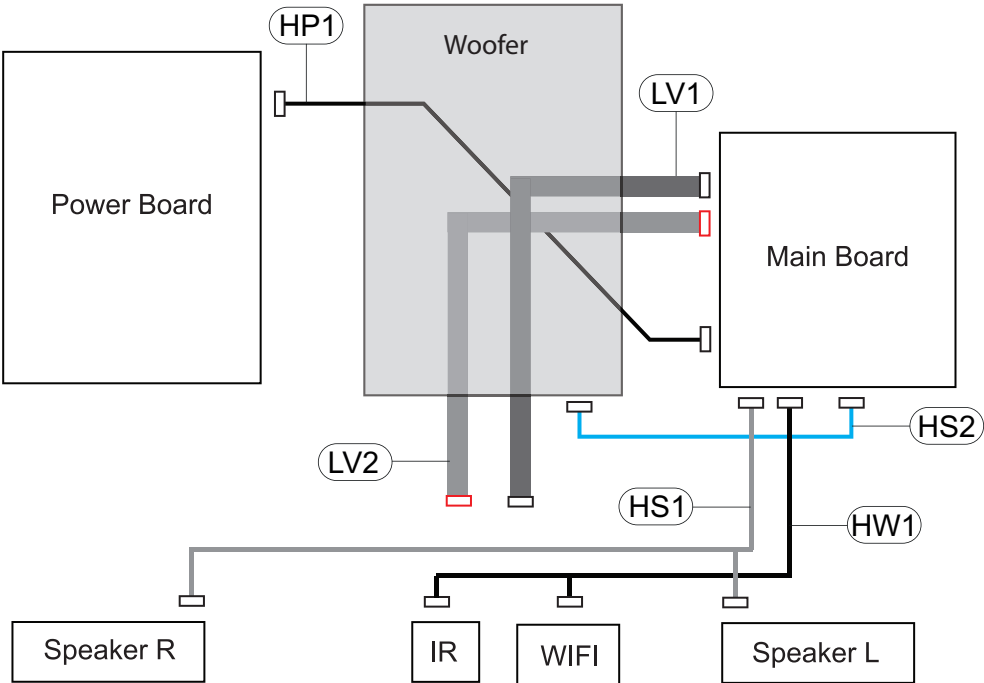 HP1
Woofer
LV1
Power Board
Main Board
HS2
LV2
HS1
HW1
Speaker R
IR
WIFI
Speaker L